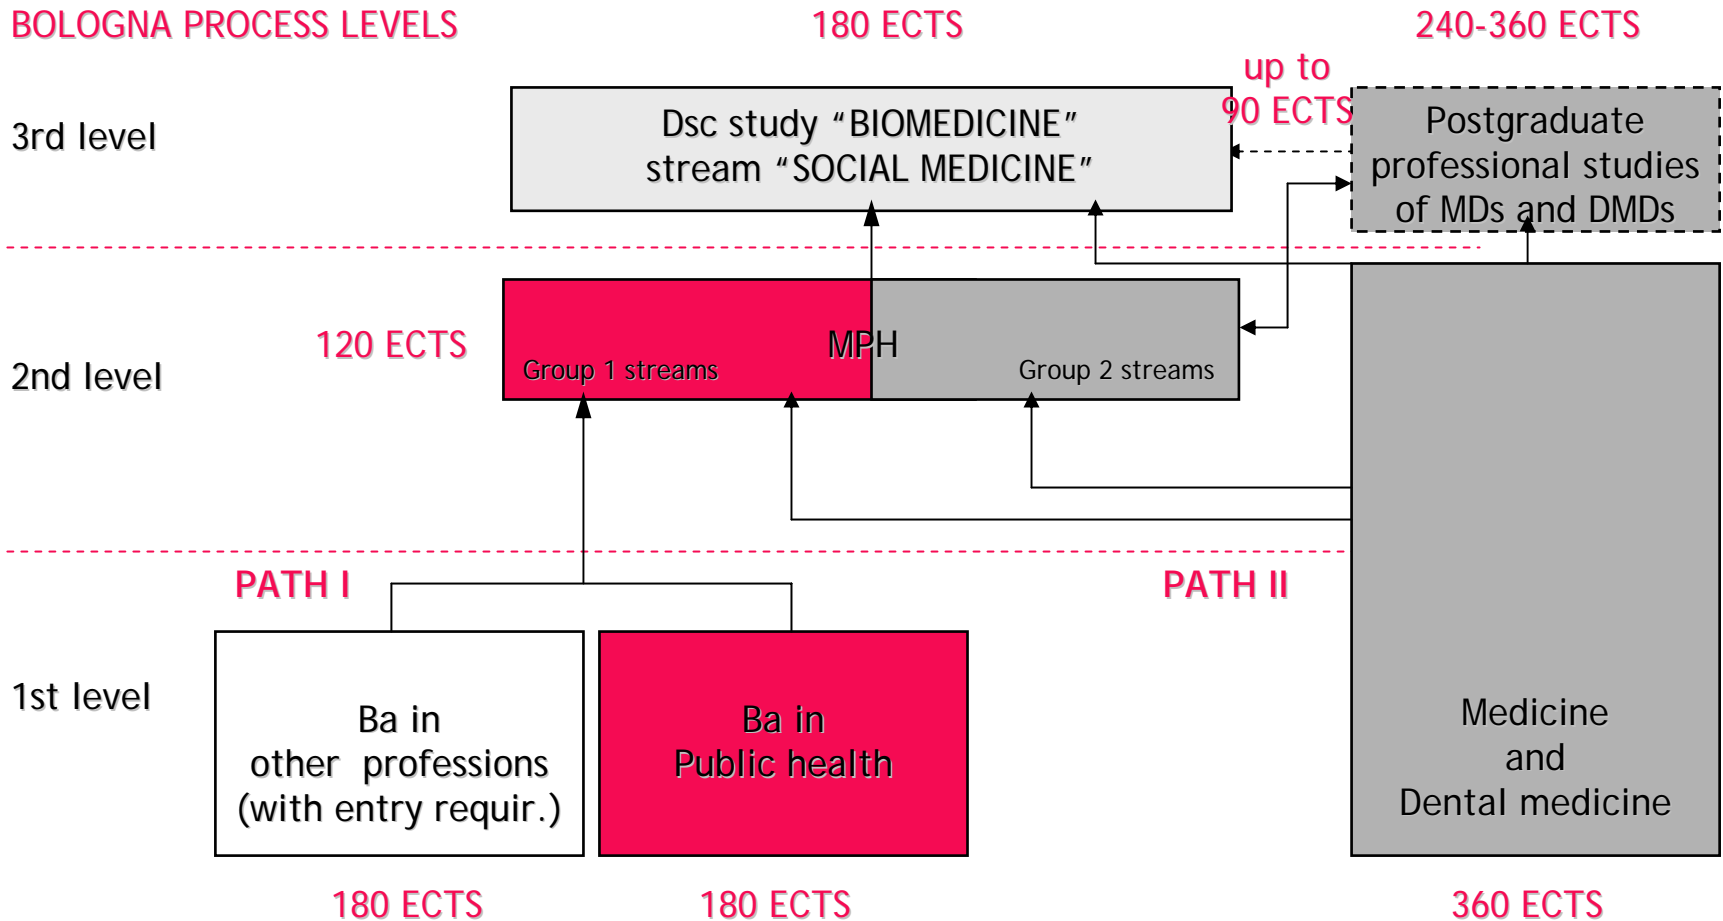 BOLOGNA PROCESS LEVELS
180 ECTS
240-360 ECTS
up to
90 ECTS
3rd level
Dsc study “BIOMEDICINE”
stream “SOCIAL MEDICINE”
Postgraduate
professional studies
of MDs and DMDs
120 ECTS
2nd level
MPH
Group 1 streams
Group 2 streams
PATH I
PATH II
1st level
Ba in
other professions
(with entry requir.)
Ba in
Public health
Medicine
and
Dental medicine
180 ECTS
180 ECTS
360 ECTS